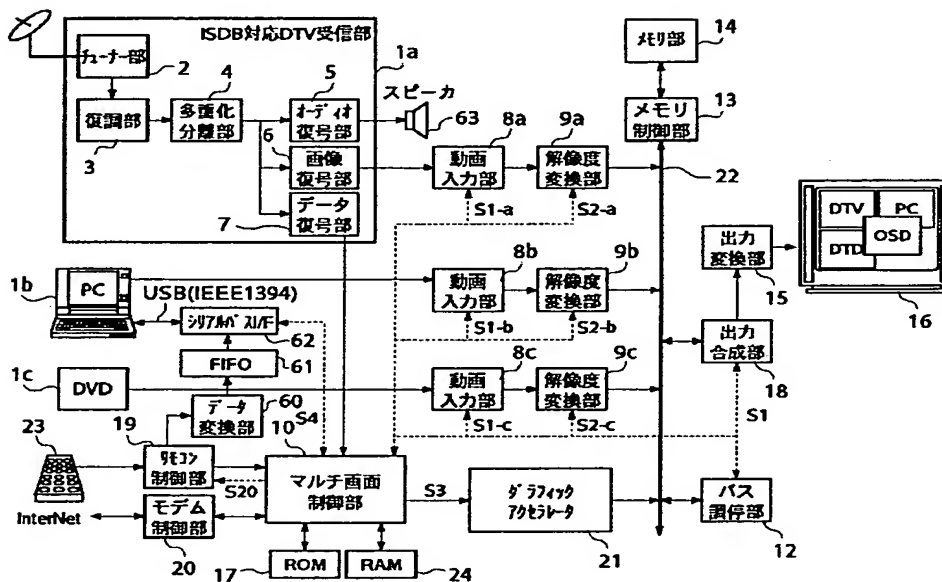 ISDB対応DTV受信部
1a
チューナー部
2
復調部
3
4
多重化
分離部
5
オーディオ
復号部
スピーカ
63
6
画像
復号部
7
データ
復号部
8a
動画
入力部
9a
解像度
変換部
S1-a
S2-a
メモリ部
14
メモリ
制御部
13
22
DTV
PC
DTD
OSD
16
出力
変換部
15
出力
合成部
18
S1
1b
PC
USB(IEEE1394)
シリアルバスI/F
62
FIFO
61
8b
動画
入力部
9b
解像度
変換部
S1-b
S2-b
1c
DVD
データ
変換部
60
S4
8c
動画
入力部
9c
解像度
変換部
S1-c
S2-c
23
19
リモコン
制御部
S20
10
マルチ画面
制御部
S3
ダラフィック
アクセラレータ
21
バス
調停部
12
InterNet
モデム
制御部
20
17
ROM
RAM
24